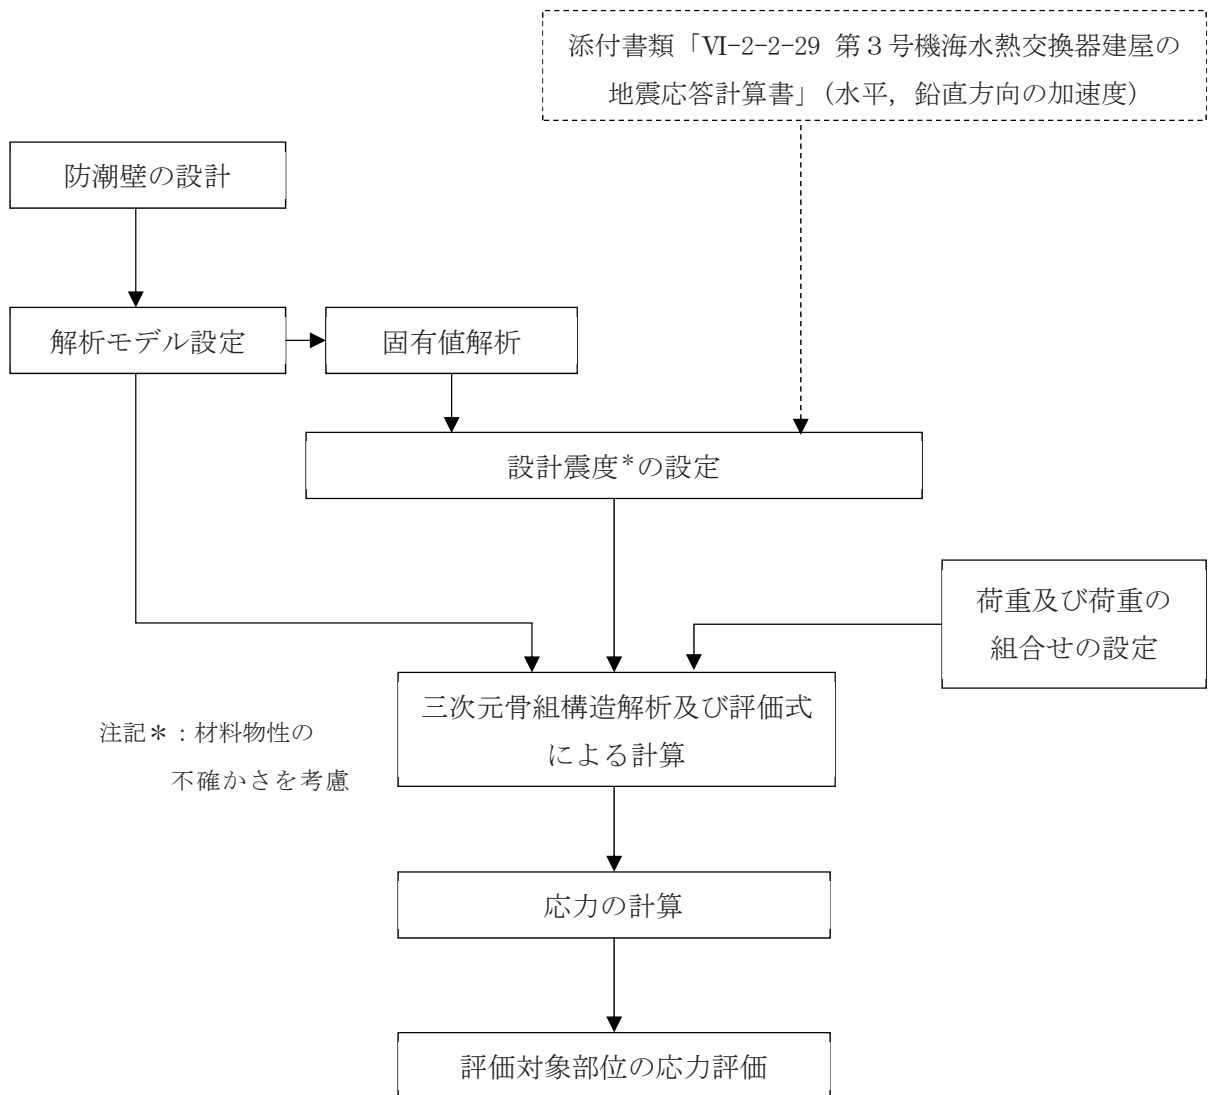 添付書類「Ⅵ-2-2-29 第３号機海水熱交換器建屋の
地震応答計算書」（水平，鉛直方向の加速度）
防潮壁の設計
解析モデル設定
固有値解析
設計震度*の設定
荷重及び荷重の
組合せの設定
三次元骨組構造解析及び評価式
による計算
注記＊：材料物性の
不確かさを考慮
応力の計算
評価対象部位の応力評価